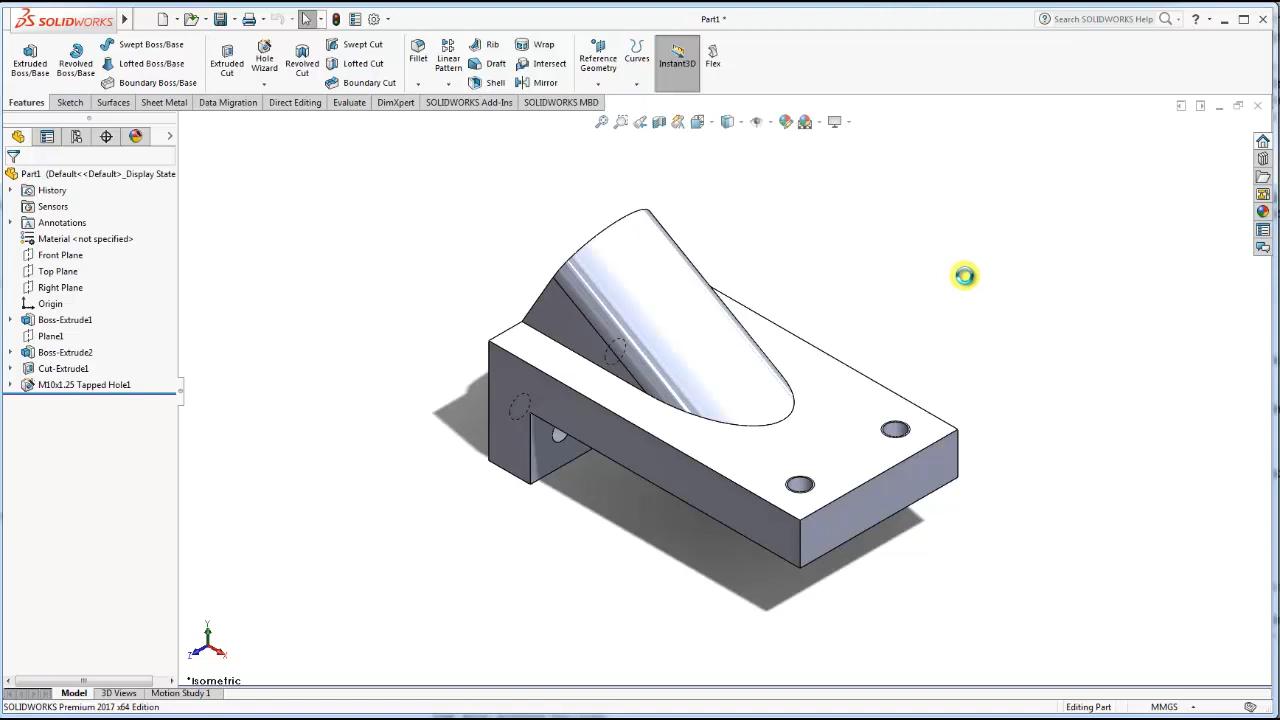 SOLIDWORKS
Part1 *
Search SOLIDWORKS Help
Extruded Boss/Base
Revolved Boss/Base
Swept Boss/Base
Lofted Boss/Base
Boundary Boss/Base
Extruded Cut
Hole Wizard
Revolved Cut
Swept Cut
Lofted Cut
Boundary Cut
Fillet
Linear Pattern
Rib
Draft
Shell
Wrap
Intersect
Mirror
Reference Geometry
Curves
Instant3D
Flex
Features
Sketch
Surfaces
Sheet Metal
Data Migration
Direct Editing
Evaluate
DimXpert
SOLIDWORKS Add-Ins
SOLIDWORKS MBD
Part1 (Default<<Default>_Display State
History
Sensors
Annotations
Material <not specified>
Front Plane
Top Plane
Right Plane
Origin
Boss-Extrude1
Plane1
Boss-Extrude2
Cut-Extrude1
M10x1.25 Tapped Hole1
Y
Z
X
*Isometric
Model
3D Views
Motion Study 1
SOLIDWORKS Premium 2017 x64 Edition
Editing Part
MMGS